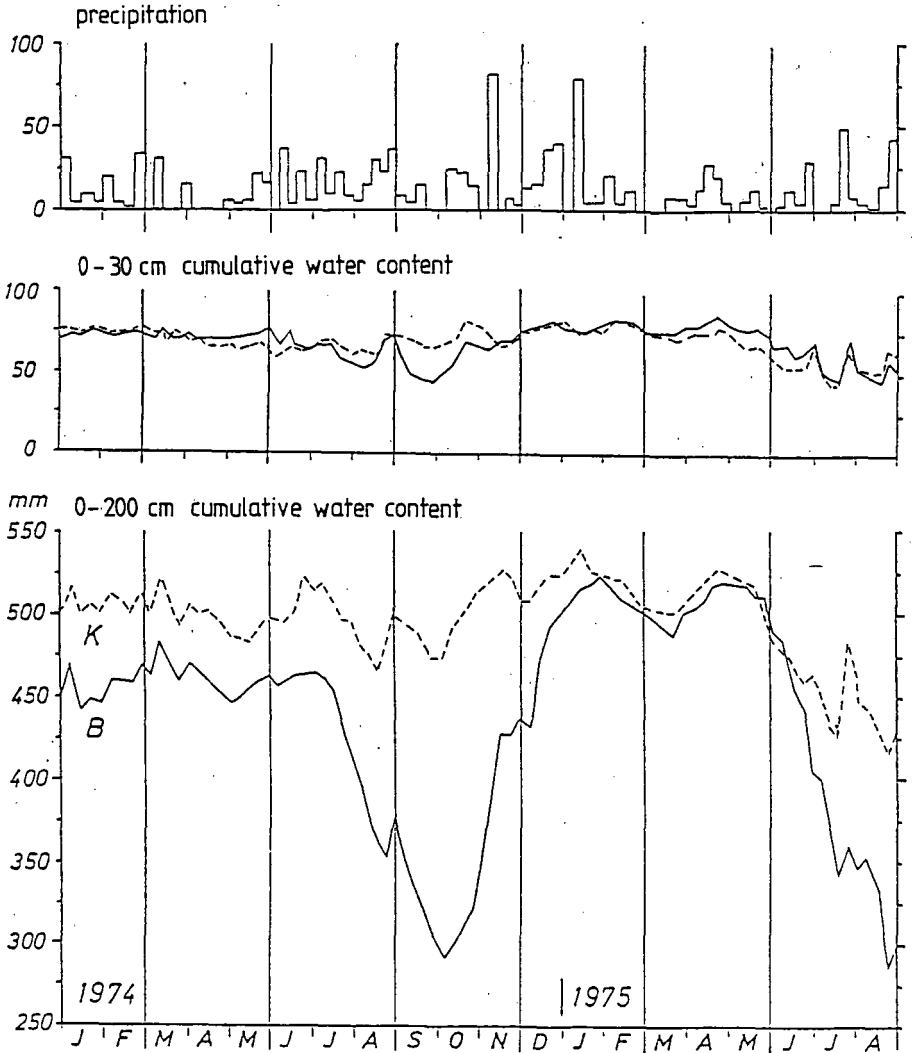 precipitation
100
50
0
0-30 cm cumulative water content
100
50
0
mm 0-200 cm cumulative water content
550
500
K
450
B
400
350
300
1974 1975
250
J F M A M J J A S O N D J F M A M J J A